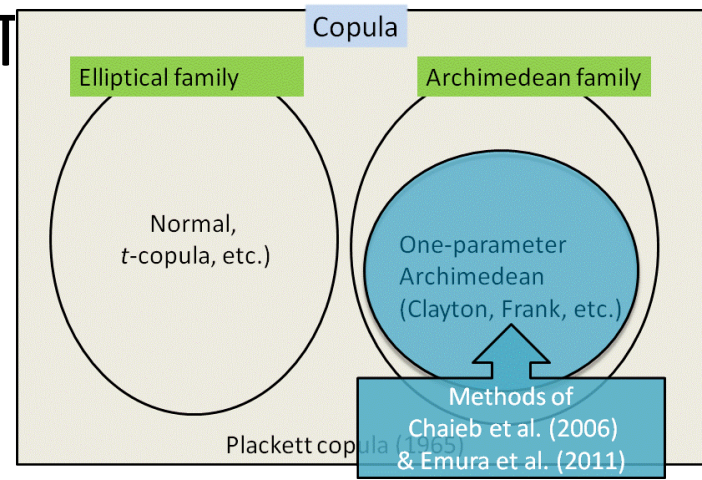 T
Copula
Elliptical family
Archimedean family
Normal,
t-copula, etc.)
One-parameter
Archimedean
(Clayton, Frank, etc.)
Methods of
Chaieb et al. (2006)
& Emura et al. (2011)
Plackett copula (1965)